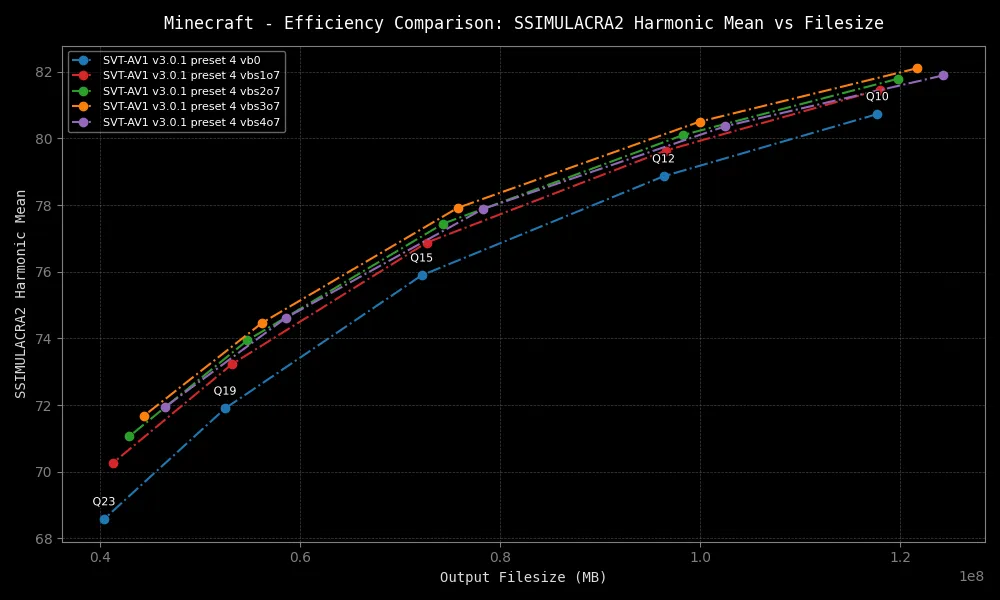 Minecraft - Efficiency Comparison: SSIMULACRA2 Harmonic Mean vs Filesize
SVT-AV1 v3.0.1 preset 4 vb0
SVT-AV1 v3.0.1 preset 4 vbs1o7
SVT-AV1 v3.0.1 preset 4 vbs2o7
SVT-AV1 v3.0.1 preset 4 vbs3o7
SVT-AV1 v3.0.1 preset 4 vbs4o7
82
80
78
76
74
72
70
68
SSIMULACRA2 Harmonic Mean
Q10
Q12
Q15
Q19
Q23
0.4
0.6
0.8
1.0
1.2
1e8
Output Filesize (MB)